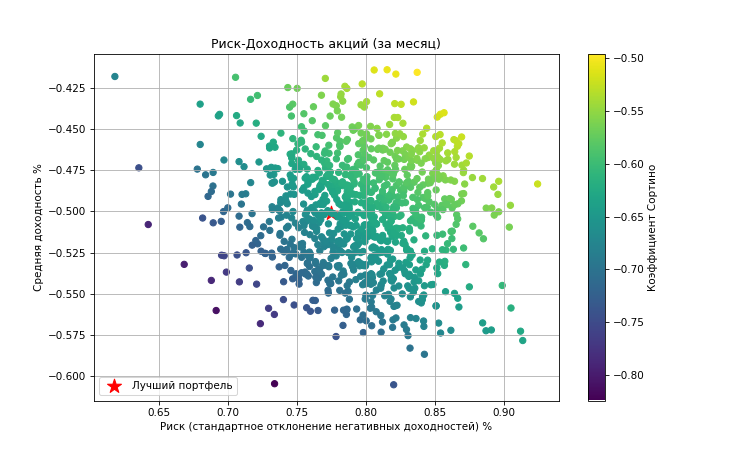 Риск-Доходность акций (за месяц)
Средняя доходность %
−0.425
−0.450
−0.475
−0.500
−0.525
−0.550
−0.575
−0.600
Лучший портфель
0.65 0.70 0.75 0.80 0.85 0.90
Риск (стандартное отклонение негативных доходностей) %
−0.50
−0.55
−0.60
−0.65
−0.70
−0.75
−0.80
Коэффициент Сортино